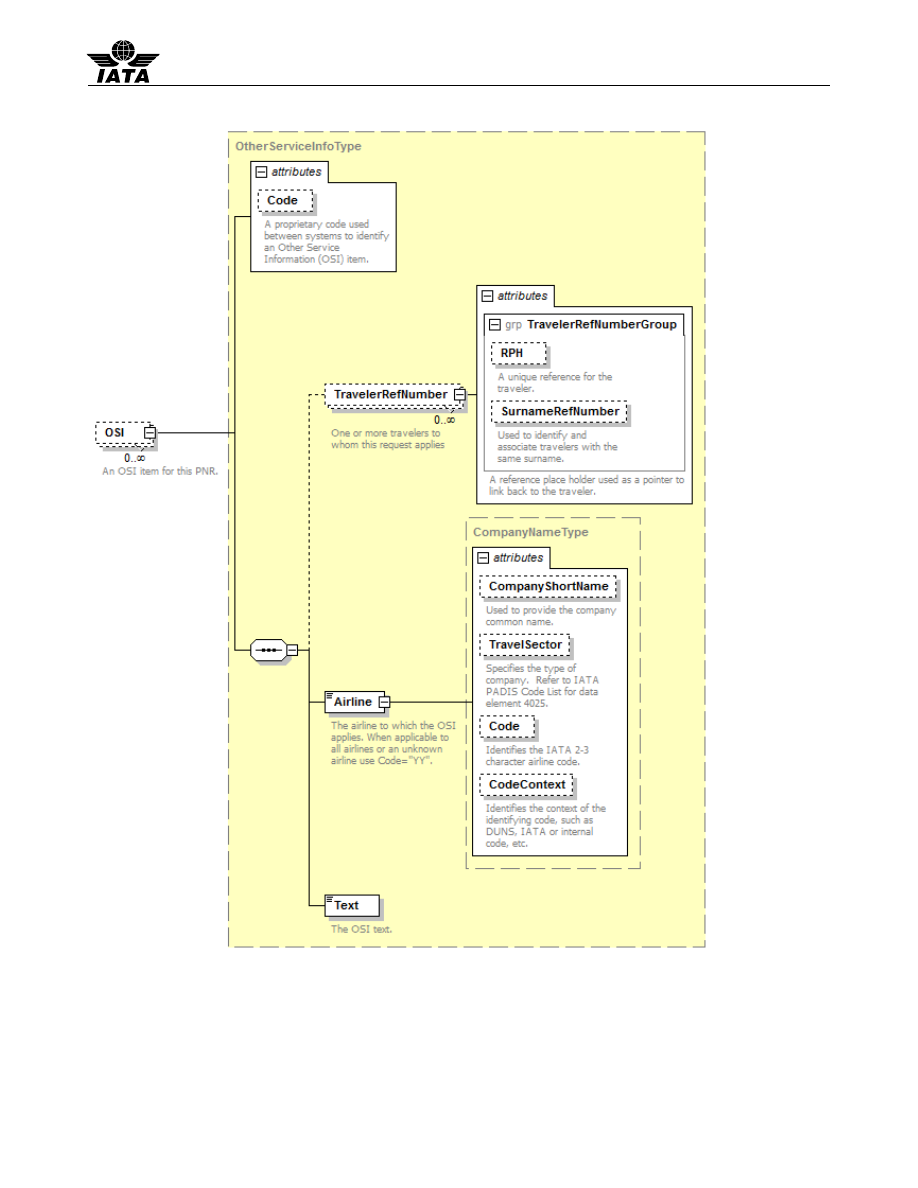 IATA
OtherServiceInfoType
attributes
Code
A proprietary code used
between systems to identify
an Other Service
Information (OSI) item.
attributes
grp TravelerRefNumberGroup
RPH
A unique reference for the
traveler.
TravelerRefNumber
0..∞
One or more travelers to
whom this request applies
SurnameRefNumber
Used to identify and
associate travelers with the
same surname.
A reference place holder used as a pointer to
link back to the traveler.
OSI
0..∞
An OSI item for this PNR.
CompanyNameType
attributes
CompanyShortName
Used to provide the company
common name.
TravelSector
Specifies the type of
company. Refer to IATA
PADIS Code List for data
element 4025.
Airline
The airline to which the OSI
applies. When applicable to
all airlines or an unknown
airline use Code="YY".
Code
Identifies the IATA 2-3
character airline code.
CodeContext
Identifies the context of the
identifying code, such as
DUNS, IATA or internal
code, etc.
Text
The OSI text.